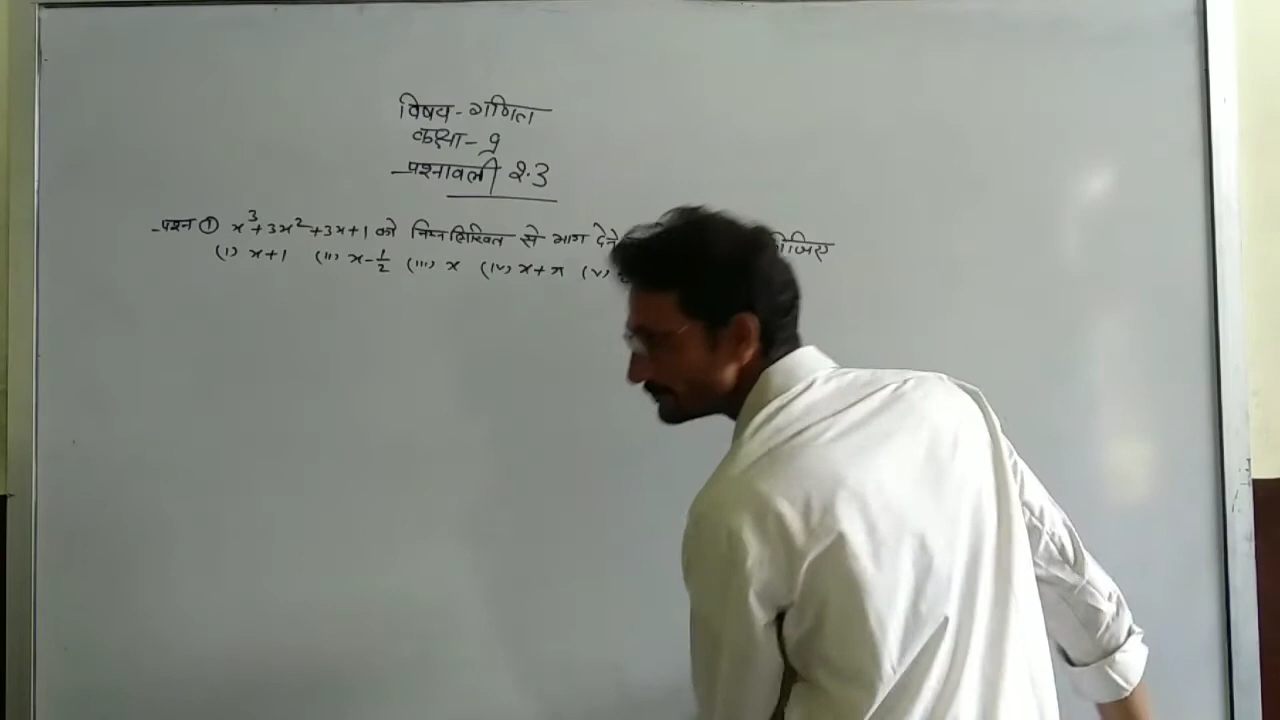 विषय - गणित
कक्षा - 9
प्रश्नावली 2.3
प्रश्न ① x³+3x²+3x+1 को निम्नलिखित से भाग देने
(i) x+1 (ii) x-1/2 (iii) x (iv) x+π (v)